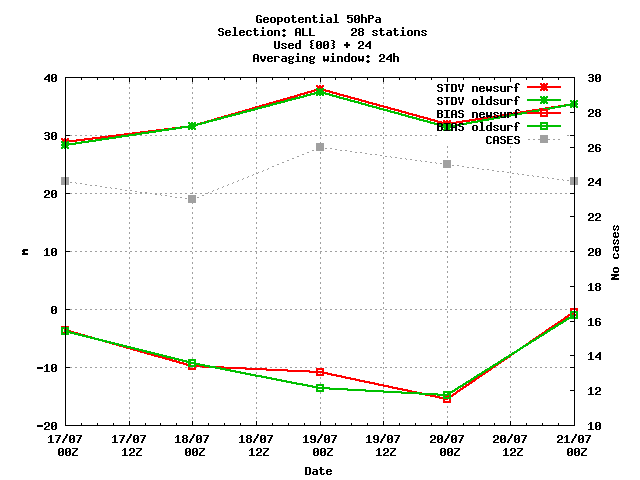 Geopotential 50hPa
Selection: ALL 28 stations
Used {00} + 24
Averaging window: 24h
STDV newsurf
STDV oldsurf
BIAS newsurf
BIAS oldsurf
CASES
40
30
20
10
0
-10
-20
m
30
28
26
24
22
20
18
16
14
12
10
No cases
17/07 17/07 18/07 18/07 19/07 19/07 20/07 20/07 21/07
00Z 12Z 00Z 12Z 00Z 12Z 00Z 12Z 00Z
Date